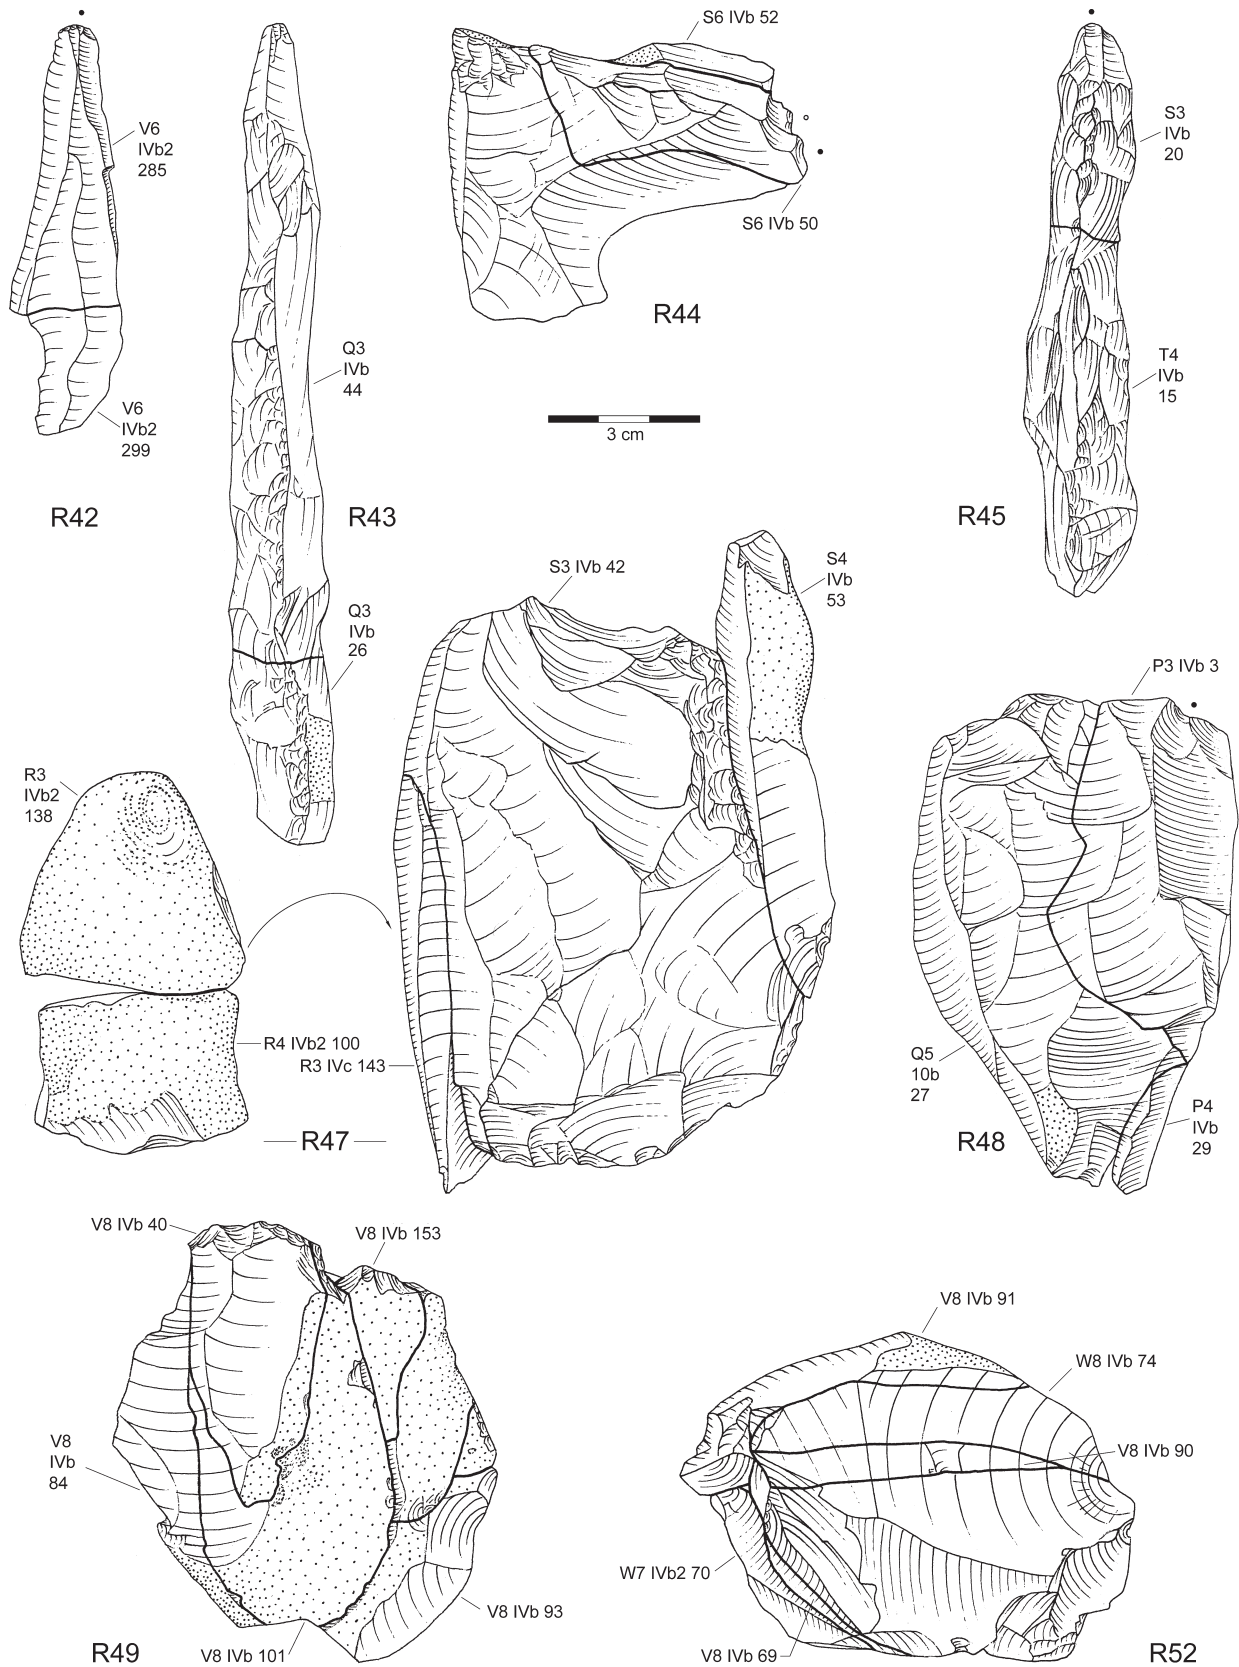 V6
IVb2
285
V6
IVb2
299
R42
Q3
IVb
44
R43
Q3
IVb
26
S6 IVb 52
S6 IVb 50
R44
3 cm
S3
IVb
20
T4
IVb
15
R45
S3 IVb 42
S4
IVb
53
R3
IVb2
138
R4 IVb2 100
R3 IVc 143
R47
P3 IVb 3
Q5
10b
27
R48
P4
IVb
29
V8 IVb 40
V8 IVb 153
V8
IVb
84
V8 IVb 93
V8 IVb 101
R49
V8 IVb 91
W8 IVb 74
V8 IVb 90
W7 IVb2 70
V8 IVb 69
R52